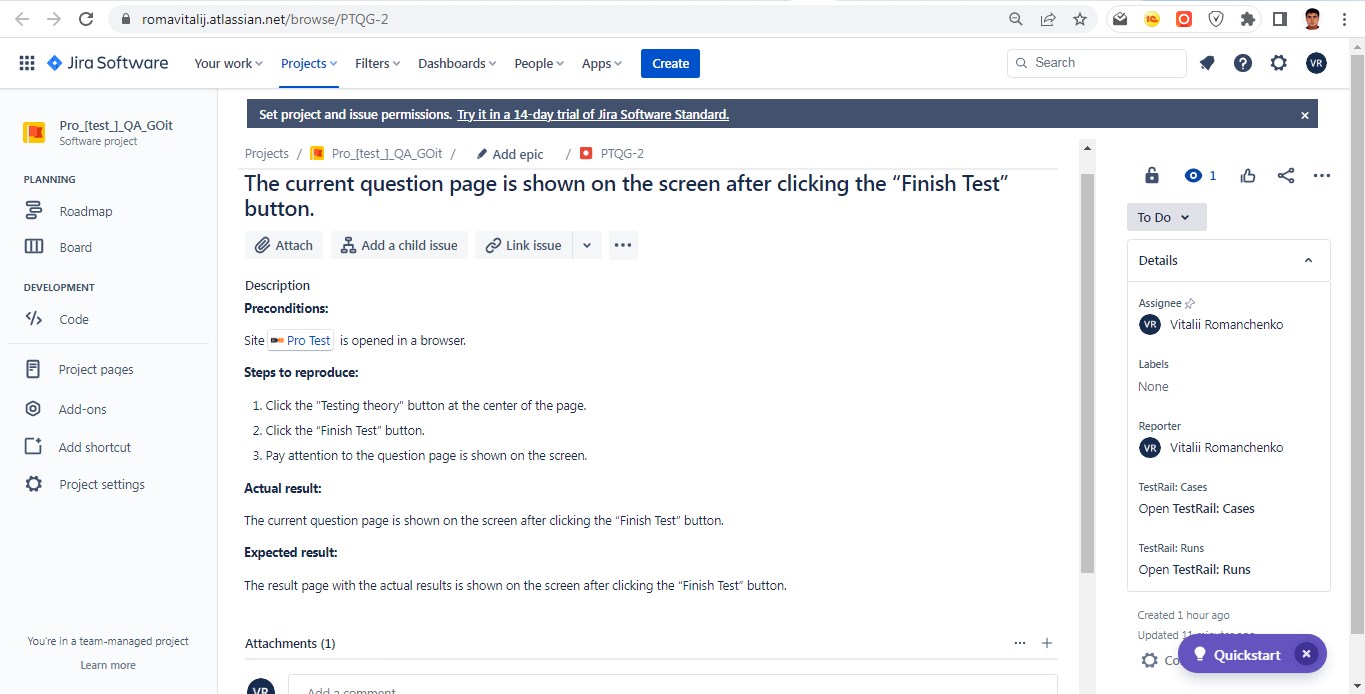 romavitalij.atlassian.net/browse/PTQG-2
Jira Software
Your work
Projects
Filters
Dashboards
People
Apps
Create
Search
VR
Pro_[test_]_QA_GOit
Software project
PLANNING
Roadmap
Board
DEVELOPMENT
Code
Project pages
Add-ons
Add shortcut
Project settings
You're in a team-managed project
Learn more
Set project and issue permissions. Try it in a 14-day trial of Jira Software Standard.
Projects / Pro_[test_]_QA_GOit / Add epic / PTQG-2
The current question page is shown on the screen after clicking the “Finish Test”
button.
Attach
Add a child issue
Link issue
Description
Preconditions:
Site Pro Test is opened in a browser.
Steps to reproduce:
1. Click the "Testing theory" button at the center of the page.
2. Click the “Finish Test” button.
3. Pay attention to the question page is shown on the screen.
Actual result:
The current question page is shown on the screen after clicking the “Finish Test” button.
Expected result:
The result page with the actual results is shown on the screen after clicking the “Finish Test” button.
Attachments (1)
VR
Add a comment
1
To Do
Details
Assignee
VR Vitalii Romanchenko
Labels
None
Reporter
VR Vitalii Romanchenko
TestRail: Cases
Open TestRail: Cases
TestRail: Runs
Open TestRail: Runs
Created 1 hour ago
Updated 11 minutes ago
Quickstart